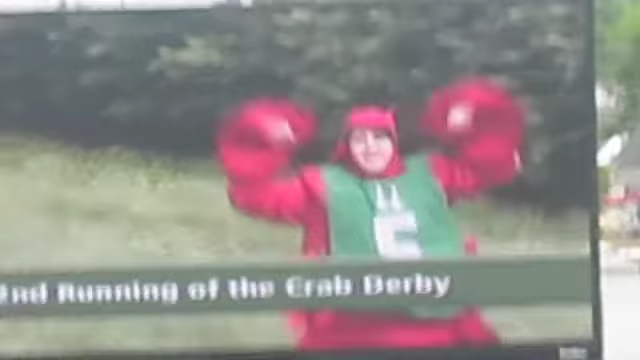 2nd Running of the Crab Derby